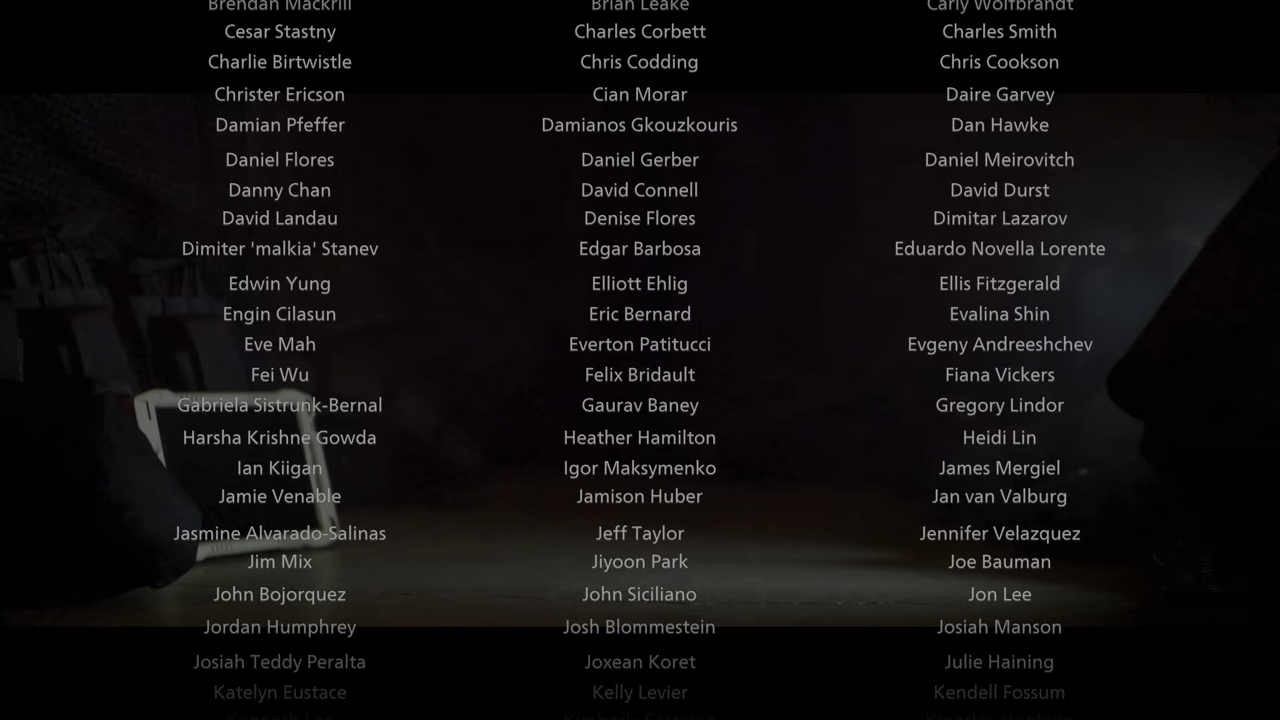 Brendan Mackrill Brian Leake Carly Wolfbrandt
Cesar Stastny Charles Corbett Charles Smith
Charlie Birtwistle Chris Codding Chris Cookson
Christer Ericson Cian Morar Daire Garvey
Damian Pfeffer Damianos Gkouzkouris Dan Hawke
Daniel Flores Daniel Gerber Daniel Meirovitch
Danny Chan David Connell David Durst
David Landau Denise Flores Dimitar Lazarov
Dimiter 'malkia' Stanev Edgar Barbosa Eduardo Novella Lorente
Edwin Yung Elliott Ehlig Ellis Fitzgerald
Engin Cilasun Eric Bernard Evalina Shin
Eve Mah Everton Patitucci Evgeny Andreeshchev
Fei Wu Felix Bridault Fiana Vickers
Gabriela Sistrunk-Bernal Gaurav Baney Gregory Lindor
Harsha Krishne Gowda Heather Hamilton Heidi Lin
Ian Kiigan Igor Maksymenko James Mergiel
Jamie Venable Jamison Huber Jan van Valburg
Jasmine Alvarado-Salinas Jeff Taylor Jennifer Velazquez
Jim Mix Jiyoon Park Joe Bauman
John Bojorquez John Siciliano Jon Lee
Jordan Humphrey Josh Blommestein Josiah Manson
Josiah Teddy Peralta Joxean Koret Julie Haining
Katelyn Eustace Kelly Levier Kendell Fossum